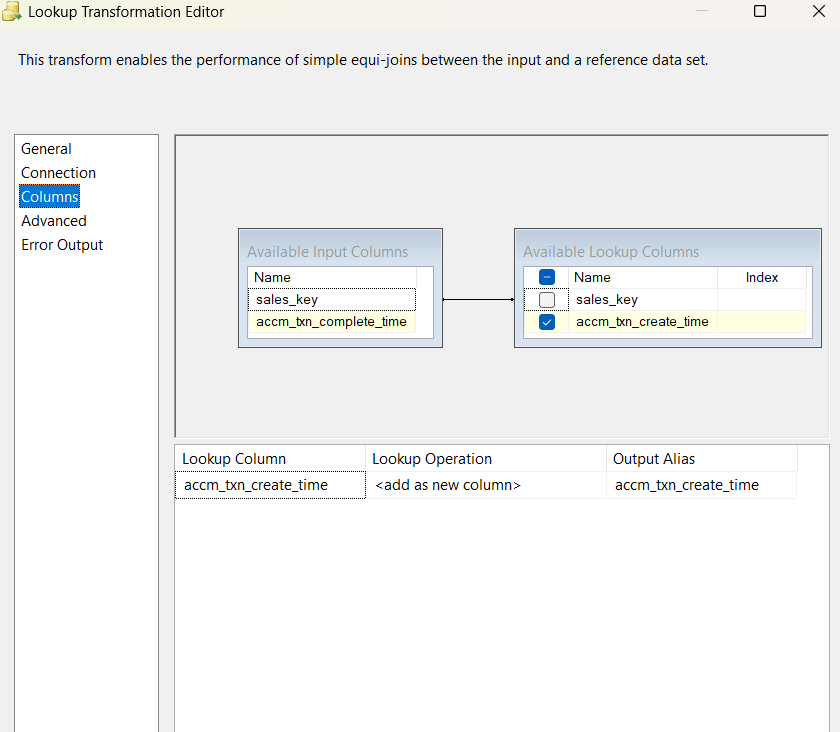 Lookup Transformation Editor
This transform enables the performance of simple equi-joins between the input and a reference data set.
General
Connection
Columns
Advanced
Error Output
Available Input Columns
Name
sales_key
accm_txn_complete_time
Available Lookup Columns
Name Index
sales_key
accm_txn_create_time
Lookup Column Lookup Operation Output Alias
accm_txn_create_time <add as new column> accm_txn_create_time